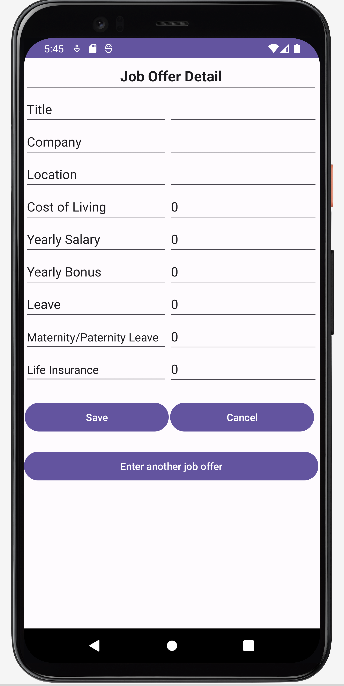 5:45
Job Offer Detail
Title
Company
Location
Cost of Living 0
Yearly Salary 0
Yearly Bonus 0
Leave 0
Maternity/Paternity Leave 0
Life Insurance 0
Save Cancel
Enter another job offer